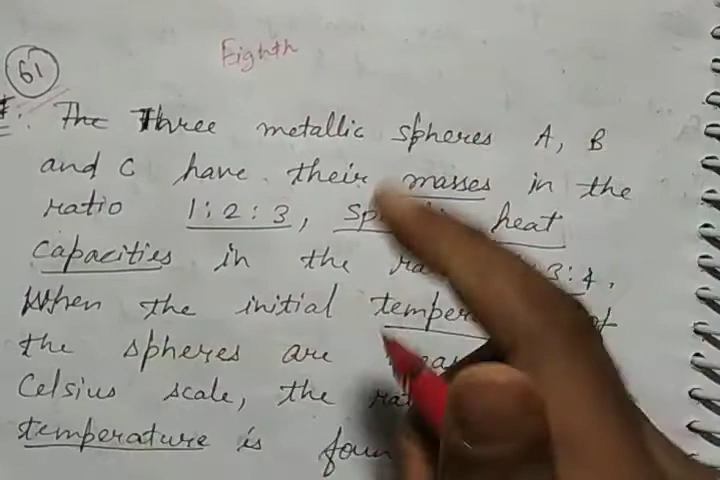 Eighth
61
The Three metallic spheres A, B
and C have their masses in the
ratio 1:2:3, heat
capacities in the 3:4.
When the initial of
the spheres are
Celsius scale, the
temperature is